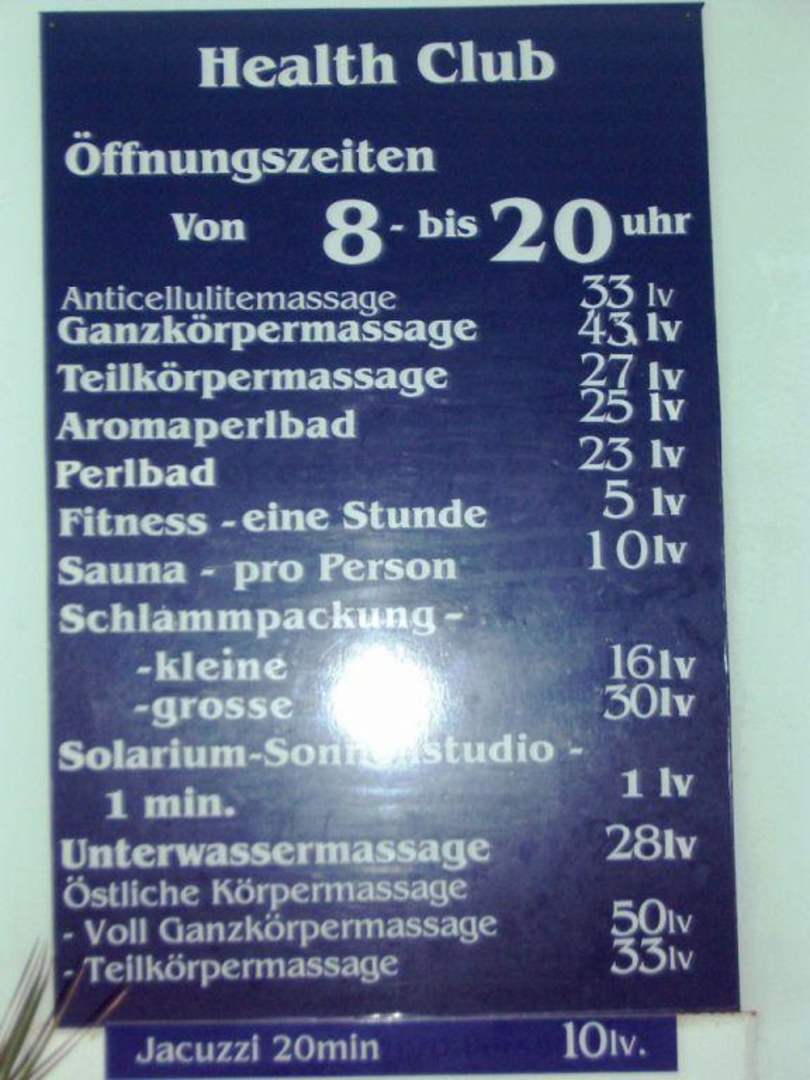 Health Club
Öffnungszeiten
Von 8 - bis 20 uhr
Anticellulitemassage 33 lv
Ganzkörpermassage 43 lv
Teilkörpermassage 27 lv
Aromaperlbad 25 lv
Perlbad 23 lv
Fitness - eine Stunde 5 lv
Sauna - pro Person 10lv
Schlammpackung -
-kleine 16lv
-grosse 30lv
Solarium-Sonnenstudio -
1 min. 1 lv
Unterwassermassage 28lv
Östliche Körpermassage
- Voll Ganzkörpermassage 50lv
- Teilkörpermassage 33lv
Jacuzzi 20min 10lv.